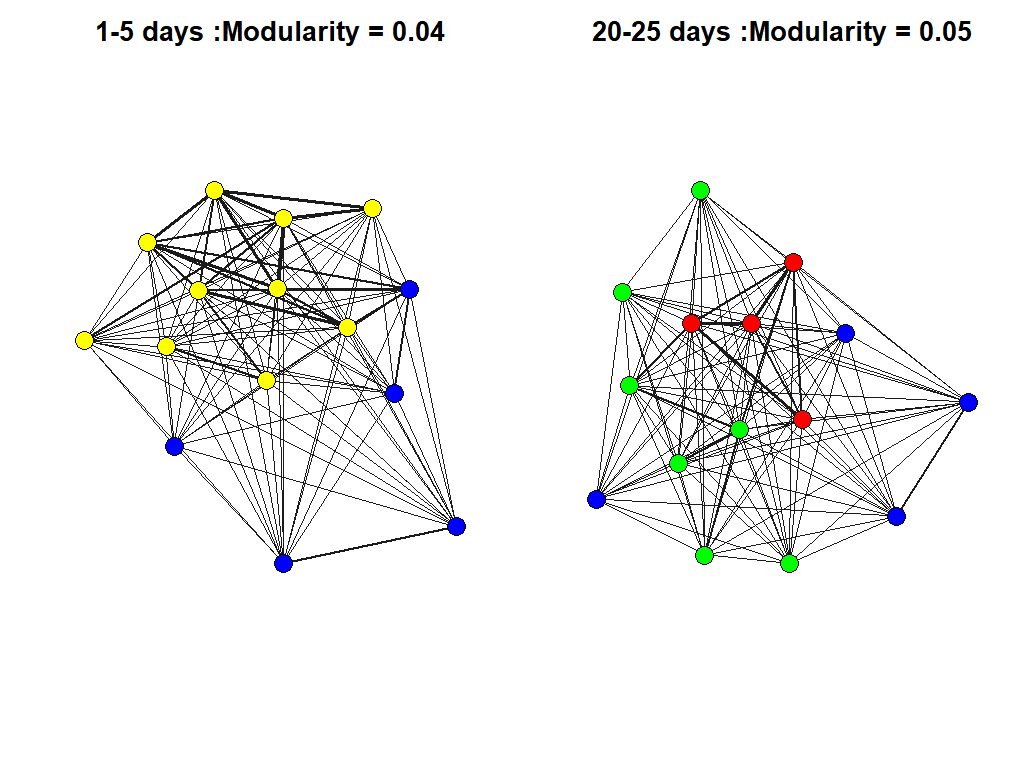 1-5 days :Modularity = 0.04
20-25 days :Modularity = 0.05